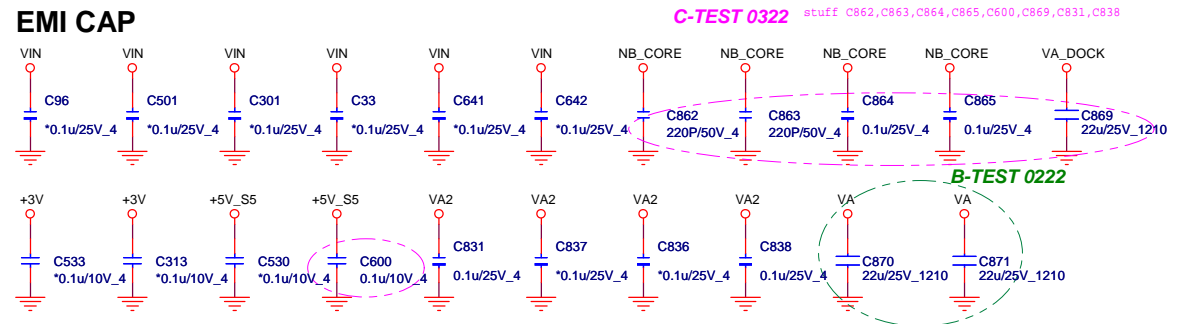 EMI CAP
C-TEST 0322 stuff C862,C863,C864,C865,C600,C869,C831,C838
VIN VIN VIN VIN VIN VIN NB_CORE NB_CORE NB_CORE NB_CORE VA_DOCK
C96 C501 C301 C33 C641 C642 C862 C863 C864 C865 C869
*0.1u/25V_4 *0.1u/25V_4 *0.1u/25V_4 *0.1u/25V_4 *0.1u/25V_4 *0.1u/25V_4 220P/50V_4 220P/50V_4 0.1u/25V_4 0.1u/25V_4 22u/25V_1210
B-TEST 0222
+3V +3V +5V_S5 +5V_S5 VA2 VA2 VA2 VA2 VA VA
C533 C313 C530 C600 C831 C837 C836 C838 C870 C871
*0.1u/10V_4 *0.1u/10V_4 *0.1u/10V_4 0.1u/10V_4 0.1u/25V_4 *0.1u/25V_4 *0.1u/25V_4 0.1u/25V_4 22u/25V_1210 22u/25V_1210